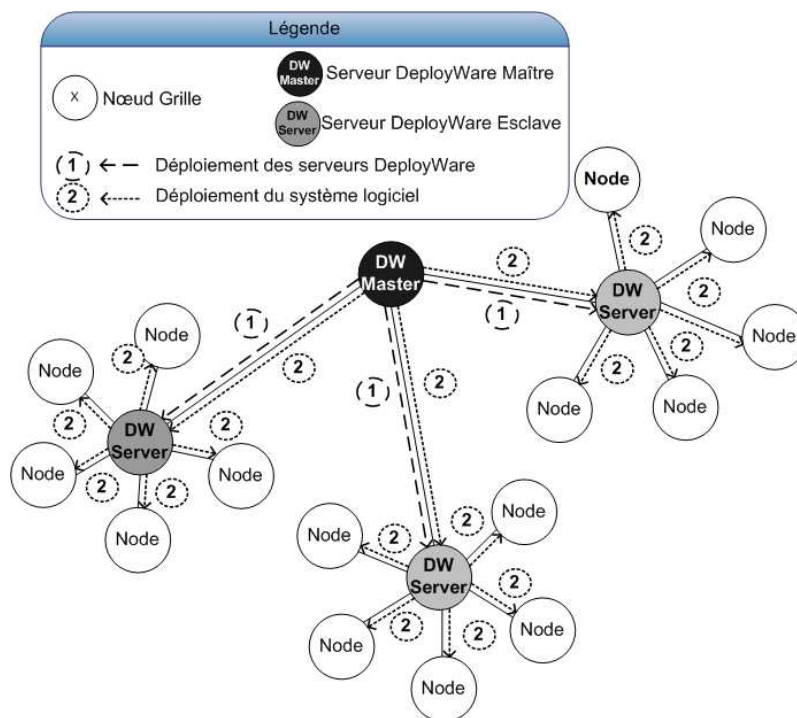 Légende
X
Nœud Grille
DW
Master
Serveur DeployWare Maître
DW
Server
Serveur DeployWare Esclave
1
Déploiement des serveurs DeployWare
2
Déploiement du système logiciel
Node
2
Node
2
2
DW
Master
DW
Server
2
Node
1
1
2
2
2
Node
Node
Node
2
Node
2
2
1
2
DW
Server
2
Node
2
2
Node
Node
2
Node
2
Node
2
DW
Server
2
Node
2
2
Node
Node
Node